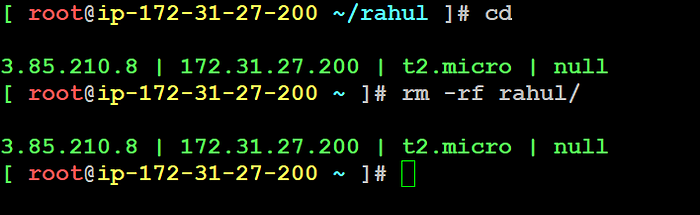 [ root@ip-172-31-27-200 ~/rahul ]# cd
3.85.210.8 | 172.31.27.200 | t2.micro | null
[ root@ip-172-31-27-200 ~ ]# rm -rf rahul/
3.85.210.8 | 172.31.27.200 | t2.micro | null
[ root@ip-172-31-27-200 ~ ]#